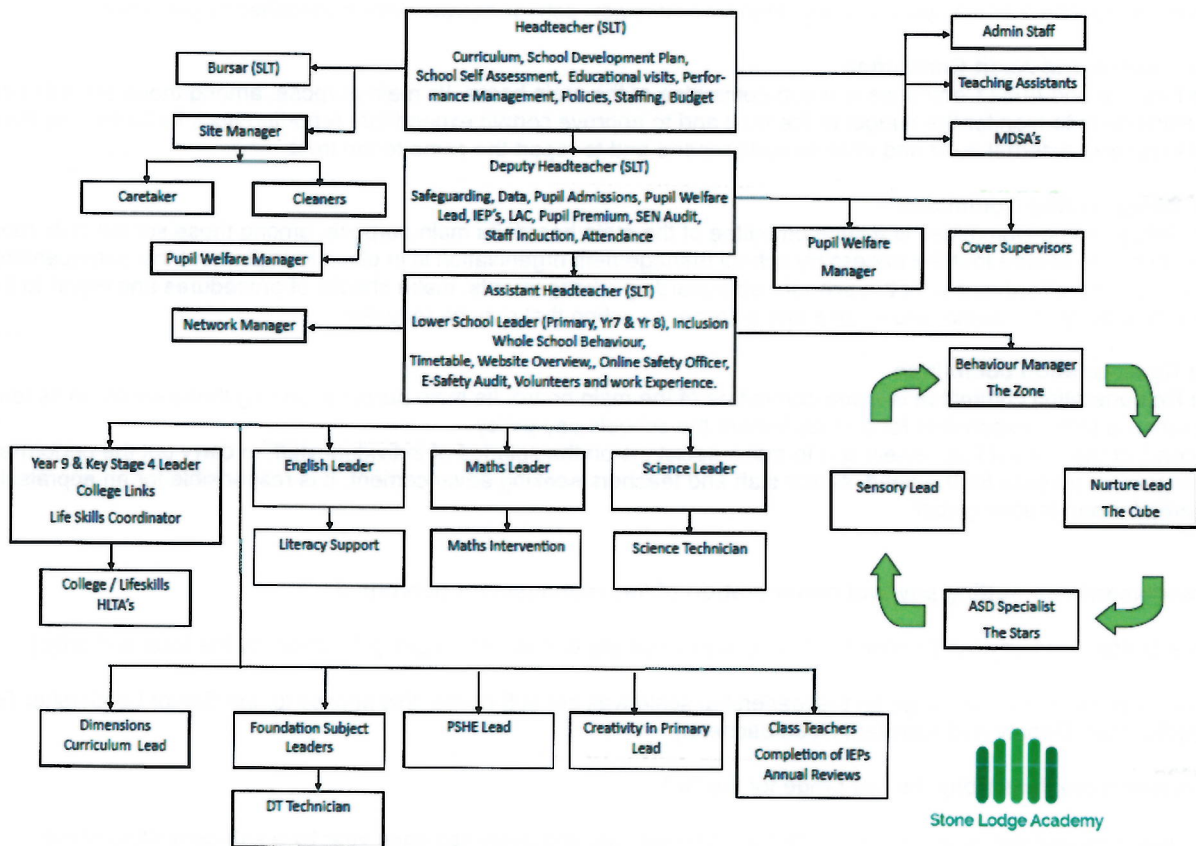 Headteacher (SLT)
Curriculum, School Development Plan,
School Self Assessment, Educational visits, Perfor-
mance Management, Policies, Staffing, Budget
Bursar (SLT)
Site Manager
Caretaker
Cleaners
Admin Staff
Teaching Assistants
MDSA's
Deputy Headteacher (SLT)
Safeguarding, Data, Pupil Admissions, Pupil Welfare
Lead, IEP's, LAC, Pupil Premium, SEN Audit,
Staff Induction, Attendance
Pupil Welfare Manager
Pupil Welfare
Manager
Cover Supervisors
Assistant Headteacher (SLT)
Lower School Leader (Primary, Yr7 & Yr 8), Inclusion
Whole School Behaviour,
Timetable, Website Overview,, Online Safety Officer,
E-Safety Audit, Volunteers and work Experience.
Network Manager
Behaviour Manager
The Zone
Nurture Lead
The Cube
ASD Specialist
The Stars
Sensory Lead
Year 9 & Key Stage 4 Leader
College Links
Life Skills Coordinator
English Leader
Maths Leader
Science Leader
College / Lifeskills
HLTA's
Literacy Support
Maths Intervention
Science Technician
Dimensions
Curriculum Lead
Foundation Subject
Leaders
PSHE Lead
Creativity in Primary
Lead
Class Teachers
Completion of IEPs
Annual Reviews
DT Technician
Stone Lodge Academy